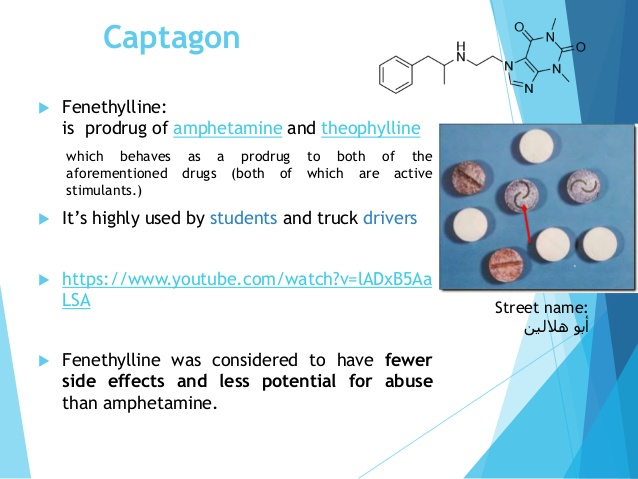 Captagon
Fenethylline:
is prodrug of amphetamine and theophylline
which behaves as a prodrug to both of the
aforementioned drugs (both of which are active
stimulants.)
It’s highly used by students and truck drivers
https://www.youtube.com/watch?v=lADxB5Aa
LSA
Fenethylline was considered to have fewer
side effects and less potential for abuse
than amphetamine.
H
N
O
N
O
N
N
N
Street name:
أبو هلالين